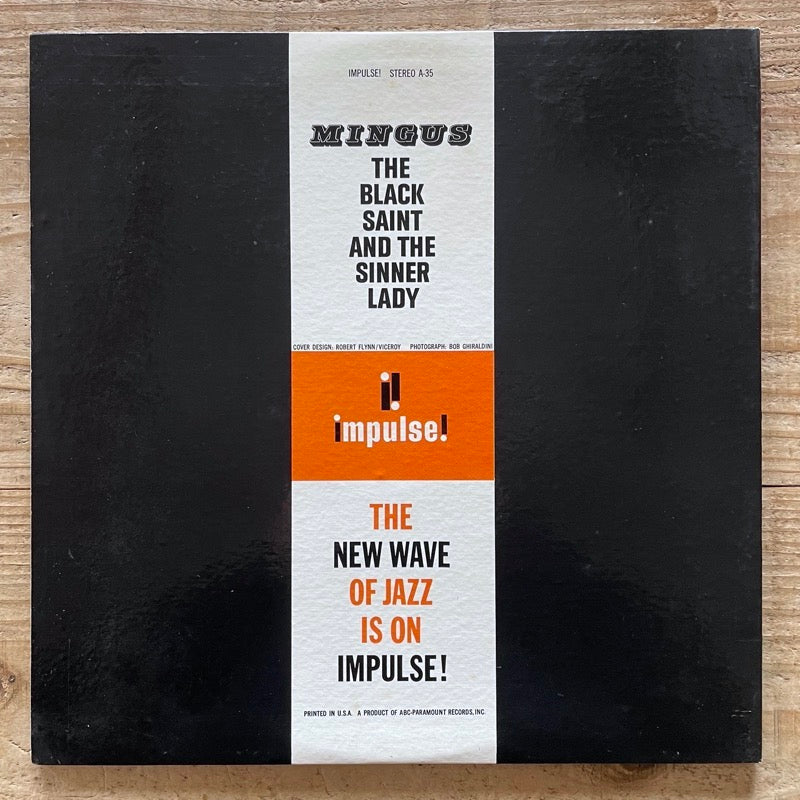 IMPULSE! STEREO A-35
MINGUS
THE
BLACK
SAINT
AND THE
SINNER
LADY
COVER DESIGN: ROBERT FLYNN/VICEROY PHOTOGRAPH: BOB GHIRALDINI
i!
impulse!
THE
NEW WAVE
OF JAZZ
IS ON
IMPULSE!
PRINTED IN U.S.A. A PRODUCT OF ABC-PARAMOUNT RECORDS, INC.